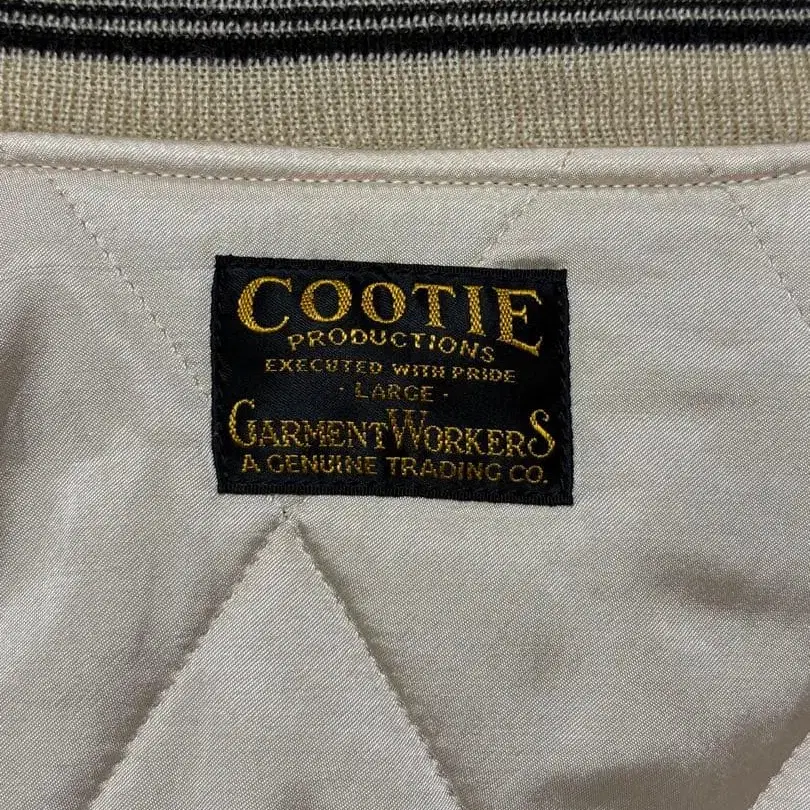 COOTIE
PRODUCTIONS
EXECUTED WITH PRIDE
· LARGE ·
GARMENT WORKERS
A GENUINE TRADING CO.